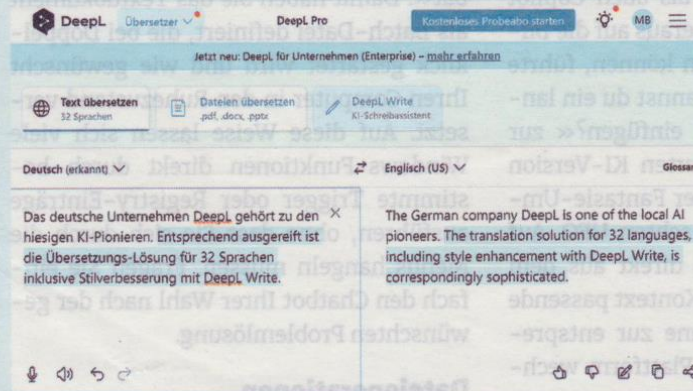 DeepL
Übersetzer
DeepL Pro
Kostenloses Probeabo starten
MB
Jetzt neu: DeepL für Unternehmen (Enterprise) – mehr erfahren
Text übersetzen
32 Sprachen
Dateien übersetzen
.pdf, .docx, .pptx
DeepL Write
KI-Schreibassistent
Deutsch (erkannt)
Englisch (US)
Glossar
Das deutsche Unternehmen DeepL gehört zu den
hiesigen KI-Pionieren. Entsprechend ausgereift ist
die Übersetzungs-Lösung für 32 Sprachen
inklusive Stilverbesserung mit DeepL Write.
The German company DeepL is one of the local AI
pioneers. The translation solution for 32 languages,
including style enhancement with DeepL Write, is
correspondingly sophisticated.